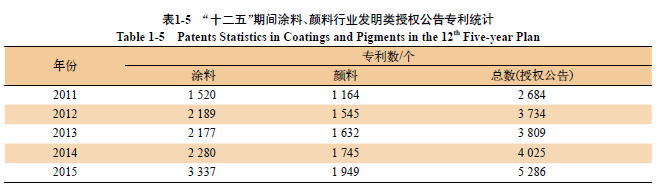 表1-5 “十二五”期间涂料、颜料行业发明类授权公告专利统计
Table 1-5 Patents Statistics in Coatings and Pigments in the 12th Five-year Plan
年份 专利数/个
涂料 颜料 总数(授权公告)
2011 1 520 1 164 2 684
2012 2 189 1 545 3 734
2013 2 177 1 632 3 809
2014 2 280 1 745 4 025
2015 3 337 1 949 5 286